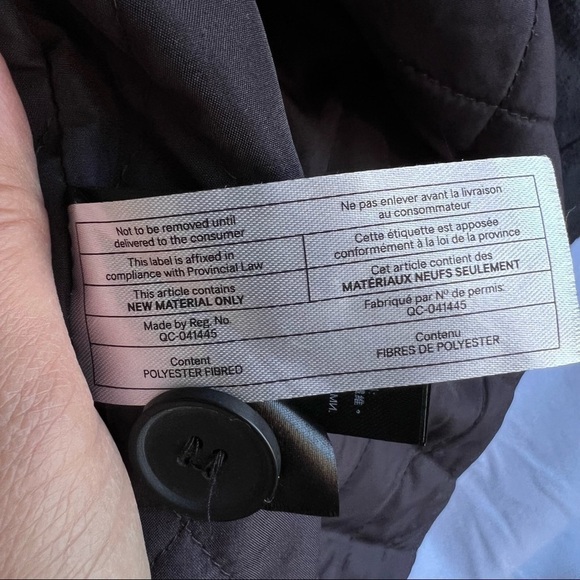 Not to be removed until
delivered to the consumer
This label is affixed in
compliance with Provincial Law
This article contains
NEW MATERIAL ONLY
Made by Reg. No.
QC-041445
Content
POLYESTER FIBRED
Ne pas enlever avant la livraison
au consommateur
Cette étiquette est apposée
conformément à la loi de la province
Cet article contient des
MATÉRIAUX NEUFS SEULEMENT
Fabriqué par Nº de permis:
QC-041445
Contenu
FIBRES DE POLYESTER